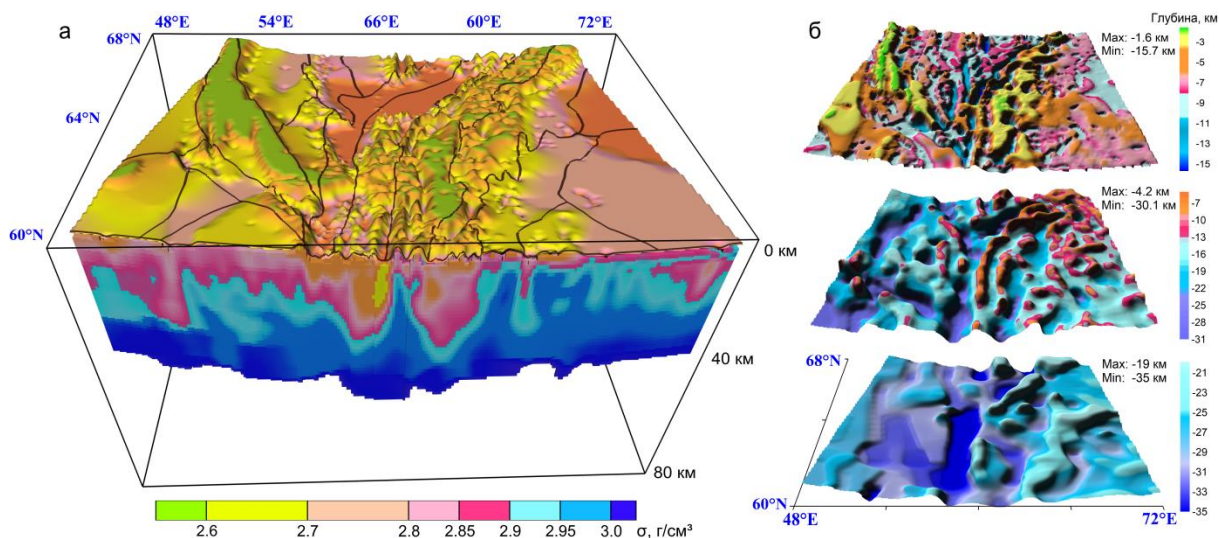 а
48°E 54°E 66°E 60°E 72°E
68°N
64°N
60°N
0 км
40 км
80 км
2.6 2.7 2.8 2.85 2.9 2.95 3.0 σ, г/см³
б
Глубина, км
Max: -1.6 км
Min: -15.7 км
-3
-5
-7
-9
-11
-13
-15
Max: -4.2 км
Min: -30.1 км
-7
-10
-13
-16
-19
-22
-25
-28
-31
68°N
Max: -19 км
Min: -35 км
-21
-23
-25
-27
-29
-31
-33
-35
60°N
48°E 72°E